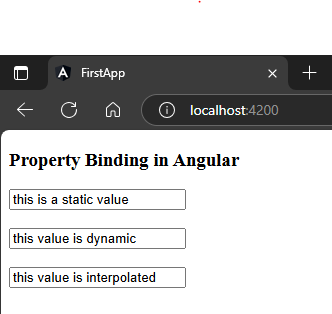 FirstApp
localhost:4200
Property Binding in Angular
this is a static value
this value is dynamic
this value is interpolated